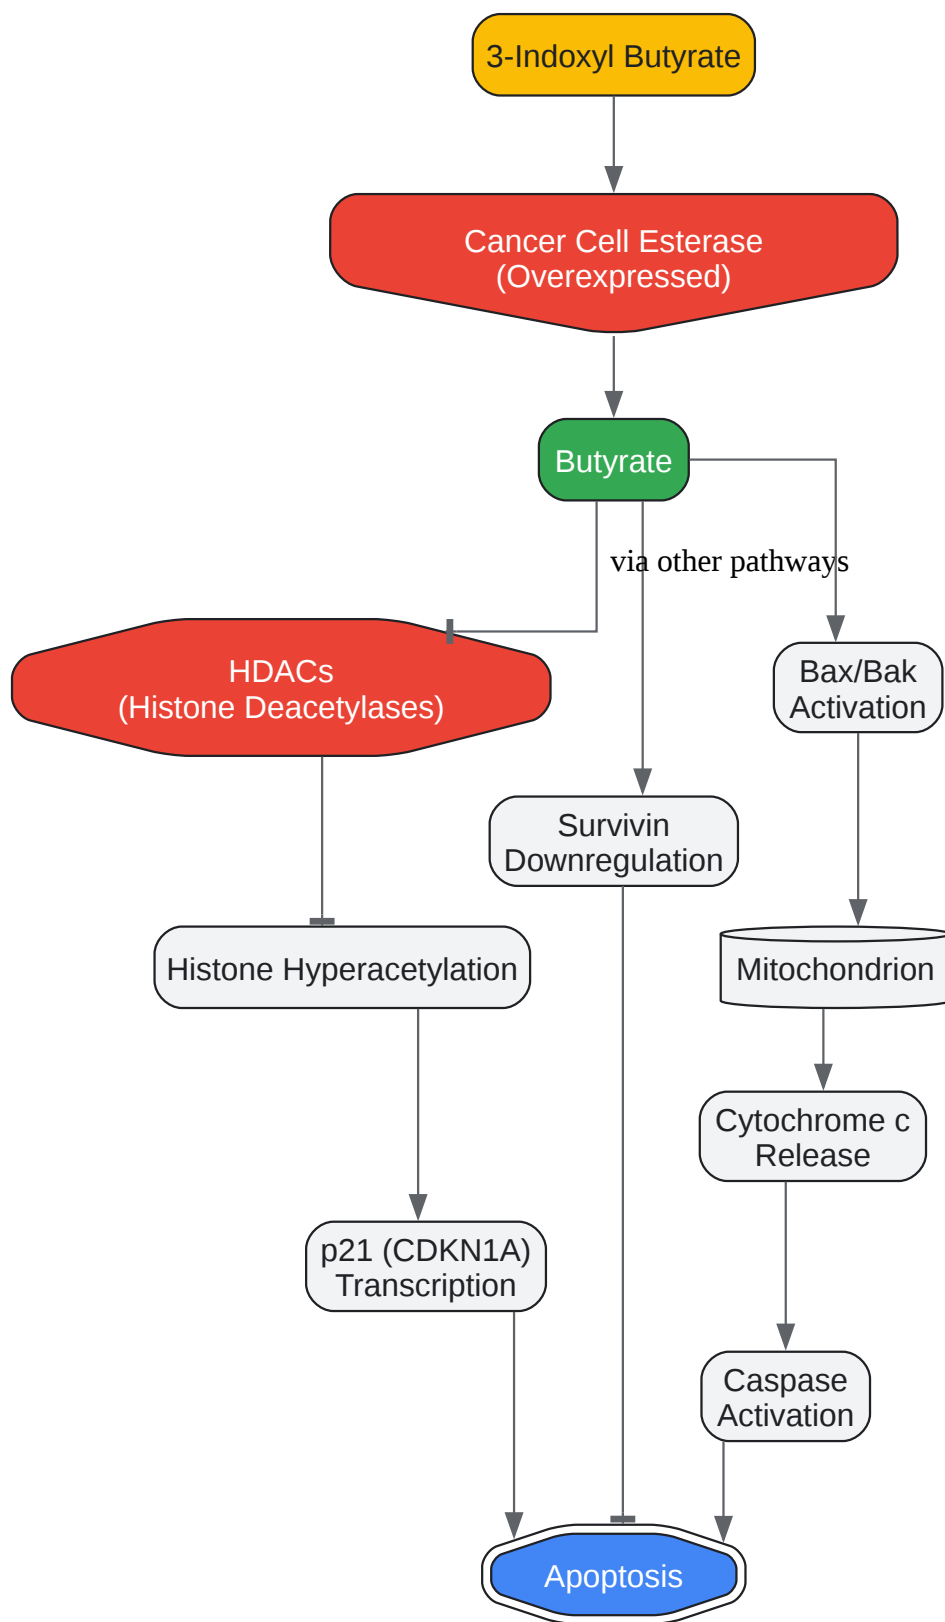 3-Indoxyl Butyrate
Cancer Cell Esterase
(Overexpressed)
Butyrate
via other pathways
HDACs
(Histone Deacetylases)
Bax/Bak
Activation
Survivin
Downregulation
Histone Hyperacetylation
Mitochondrion
Cytochrome c
Release
p21 (CDKN1A)
Transcription
Caspase
Activation
Apoptosis